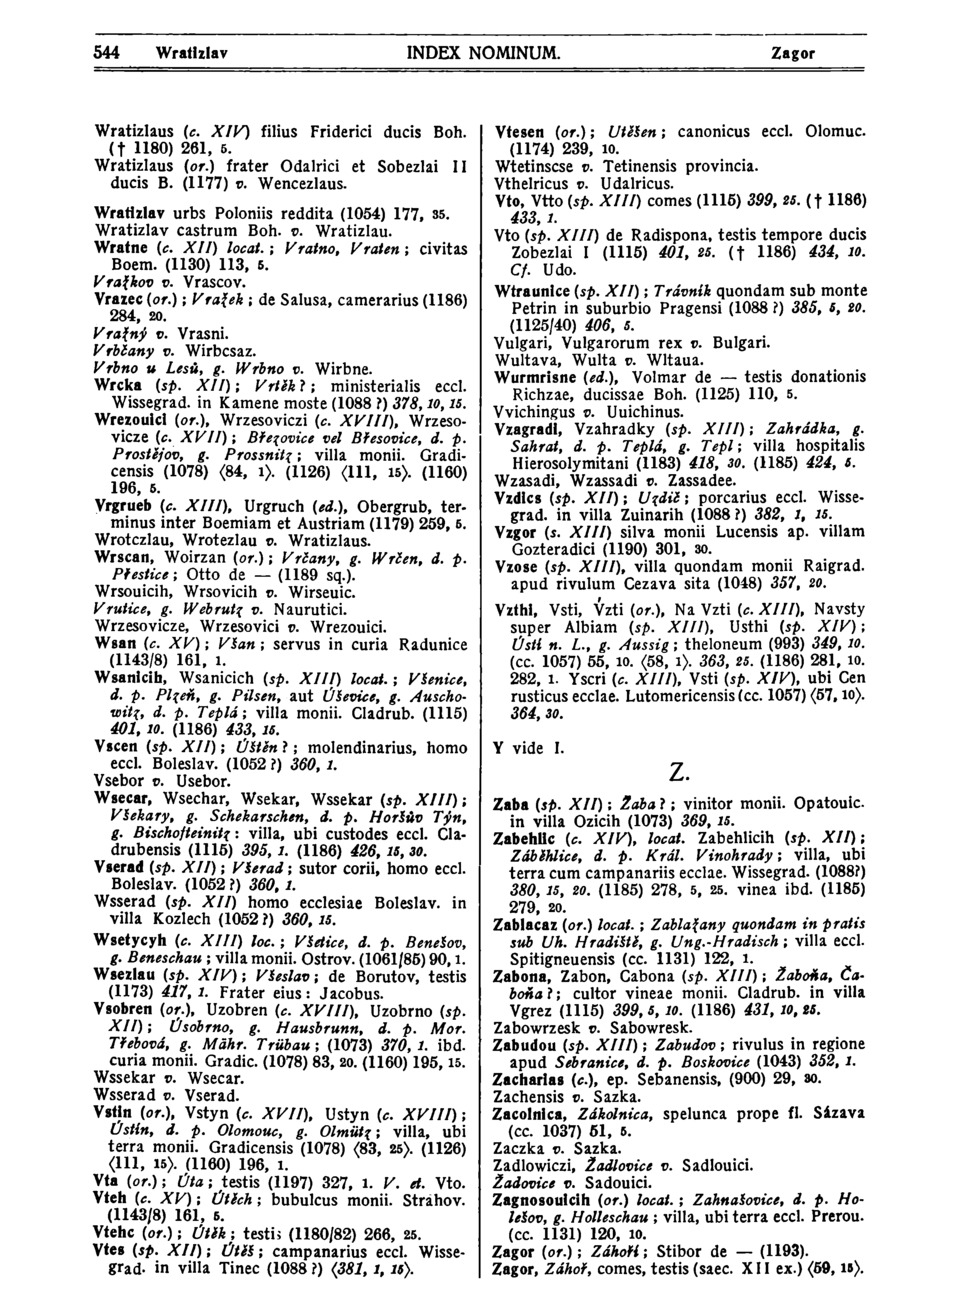 544 Wratizlav INDEX NOMINUM. Zagor
Wratizlaus (c. XIV) filius Friderici ducis Boh.
(† 1180) 261, 5.
Wratizlaus (or.) frater Odalrici et Sobezlai II
ducis B. (1177) v. Wencezlaus.
Wratizlav urbs Poloniis reddita (1054) 177, 35.
Wratizlav castrum Boh. v. Wratizlau.
Wratne (c. XII) locat.; Vratno, Vraten; civitas
Boem. (1130) 113, 5.
Vražkov v. Vrascov.
Vrazec (or.); Vražek; de Salusa, camerarius (1186)
284, 20.
Vražný v. Vrasni.
Vrbčany v. Wirbcsaz.
Vrbno u Lesů, g. Wrbno v. Wirbne.
Wrcka (sp. XII); Vrtěk?; ministerialis eccl.
Wissegrad. in Kamene moste (1088 ?) 378, 10, 15.
Wrezouici (or.), Wrzesoviczi (c. XVIII), Wrzeso-
vicze (c. XVII); Březovice vel Břesovice, d. p.
Prostějov, g. Prossnitz; villa monii. Gradi-
censis (1078) ⟨84, 1⟩. (1126) ⟨111, 15⟩. (1160)
196, 5.
Vrgrueb (c. XIII), Urgruch (ed.), Obergrub, ter-
minus inter Boemiam et Austriam (1179) 259, 5.
Wrotczlau, Wrotezlau v. Wratizlaus.
Wrscan, Woirzan (or.); Vrčany, g. Wrčen, d. p.
Přestice; Otto de — (1189 sq.).
Wrsouicih, Wrsovicih v. Wirseuic.
Vrutice, g. Webrutz v. Naurutici.
Wrzesovicze, Wrzesovici v. Wrezouici.
Wsan (c. XV); Všan; servus in curia Radunice
(1143/8) 161, 1.
Wsanicih, Wsanicich (sp. XIII) locat.; Všenice,
d. p. Plzeň, g. Pilsen, aut Úševice, g. Auscho-
witz, d. p. Teplá; villa monii. Cladrub. (1115)
401, 10. (1186) 433, 15.
Vscen (sp. XII); Úštěn?; molendinarius, homo
eccl. Boleslav. (1052 ?) 360, 1.
Vsebor v. Usebor.
Wsecar, Wsechar, Wsekar, Wssekar (sp. XIII);
Všekary, g. Schekarschen, d. p. Horšův Týn,
g. Bischofteinitz: villa, ubi custodes eccl. Cla-
drubensis (1115) 395, 1. (1186) 426, 15, 30.
Vserad (sp. XII); Všerad; sutor corii, homo eccl.
Boleslav. (1052 ?) 360, 1.
Wsserad (sp. XII) homo ecclesiae Boleslav. in
villa Kozlech (1052 ?) 360, 15.
Wsetycyh (c. XIII) loc.; Všetice, d. p. Benešov,
g. Beneschau; villa monii. Ostrov. (1061/85) 90, 1.
Wsezlau (sp. XIV); Všeslav; de Borutov, testis
(1173) 417, 1. Frater eius: Jacobus.
Vsobren (or.), Uzobren (c. XVIII), Uzobrno (sp.
XII); Úsobrno, g. Hausbrunn, d. p. Mor.
Třebová, g. Mähr. Trübau; (1073) 370, 1. ibd.
curia monii. Gradic. (1078) 83, 20. (1160) 195, 15.
Wssekar v. Wsecar.
Wsserad v. Vserad.
Vstin (or.), Vstyn (c. XVII), Ustyn (c. XVIII);
Ústín, d. p. Olomouc, g. Olmütz; villa, ubi
terra monii. Gradicensis (1078) ⟨83, 25⟩. (1126)
⟨111, 15⟩. (1160) 196, 1.
Vta (or.); Úta; testis (1197) 327, 1. V. et. Vto.
Vteh (c. XV); Útěch; bubulcus monii. Strahov.
(1143/8) 161, 5.
Vtehc (or.); Útěk; testis (1180/82) 266, 25.
Vtes (sp. XII); Útěš; campanarius eccl. Wisse-
grad. in villa Tinec (1088 ?) ⟨381, 1, 15⟩.
Vtesen (or.); Utěšen; canonicus eccl. Olomuc.
(1174) 239, 10.
Wtetinscse v. Tetinensis provincia.
Vthelricus v. Udalricus.
Vto, Vtto (sp. XIII) comes (1115) 399, 25. († 1186)
433, 1.
Vto (sp. XIII) de Radispona, testis tempore ducis
Zobezlai I (1115) 401, 25. († 1186) 434, 10.
Cf. Udo.
Wtraunice (sp. XII); Trávník quondam sub monte
Petrin in suburbio Pragensi (1088 ?) 385, 5, 20.
(1125/40) 406, 5.
Vulgari, Vulgarorum rex v. Bulgari.
Wultava, Wulta v. Wltaua.
Wurmrisne (ed.), Volmar de — testis donationis
Richzae, ducissae Boh. (1125) 110, 5.
Vvichingus v. Uuichinus.
Vzagradi, Vzahradky (sp. XIII); Zahrádka, g.
Sahrat, d. p. Teplá, g. Tepl; villa hospitalis
Hierosolymitani (1183) 418, 30. (1185) 424, 5.
Wzasadi, Wzassadi v. Zassadee.
Vzdics (sp. XII); Uzdič; porcarius eccl. Wisse-
grad. in villa Zuinarih (1088 ?) 382, 1, 15.
Vzgor (s. XIII) silva monii Lucensis ap. villam
Gozteradici (1190) 301, 30.
Vzose (sp. XIII), villa quondam monii Raigrad.
apud rivulum Cezava sita (1048) 357, 20.
Vzthi, Vsti, V́zti (or.), Na Vzti (c. XIII), Navsty
super Albiam (sp. XIII), Usthi (sp. XIV);
Ústí n. L., g. Aussig; theloneum (993) 349, 10.
(cc. 1057) 55, 10. ⟨58, 1⟩. 363, 25. (1186) 281, 10.
282, 1. Yscri (c. XIII), Vsti (sp. XIV), ubi Cen
rusticus ecclae. Lutomericensis (cc. 1057) ⟨57, 10⟩.
364, 30.
Y vide I.
Z.
Zaba (sp. XII); Žaba?; vinitor monii. Opatouic.
in villa Ozicih (1073) 369, 15.
Zabehlic (c. XIV), locat. Zabehlicih (sp. XII);
Záběhlice, d. p. Král. Vinohrady; villa, ubi
terra cum campanariis ecclae. Wissegrad. (1088?)
380, 15, 20. (1185) 278, 5, 25. vinea ibd. (1185)
279, 20.
Zablacaz (or.) locat.; Zablažany quondam in pratis
sub Uh. Hradiště, g. Ung.-Hradisch; villa eccl.
Spitigneuensis (cc. 1131) 122, 1.
Zabona, Zabon, Cabona (sp. XIII); Žaboňa, Ča-
boňa?; cultor vineae monii. Cladrub. in villa
Vgrez (1115) 399, 5, 10. (1186) 431, 10, 25.
Zabowrzesk v. Sabowresk.
Zabudou (sp. XIII); Zabudov; rivulus in regione
apud Sebranice, d. p. Boskovice (1043) 352, 1.
Zacharias (c.), ep. Sebanensis, (900) 29, 30.
Zachensis v. Sazka.
Zacolnica, Zákolnica, spelunca prope fl. Sázava
(cc. 1037) 51, 5.
Zaczka v. Sazka.
Zadlowiczi, Žadlovice v. Sadlouici.
Žadovice v. Sadouici.
Zagnosouicih (or.) locat.; Zahnašovice, d. p. Ho-
lešov, g. Holleschau; villa, ubi terra eccl. Prerou.
(cc. 1131) 120, 10.
Zagor (or.); Záhoří; Stibor de — (1193).
Zagor, Záhoř, comes, testis (saec. XII ex.) ⟨59, 15⟩.